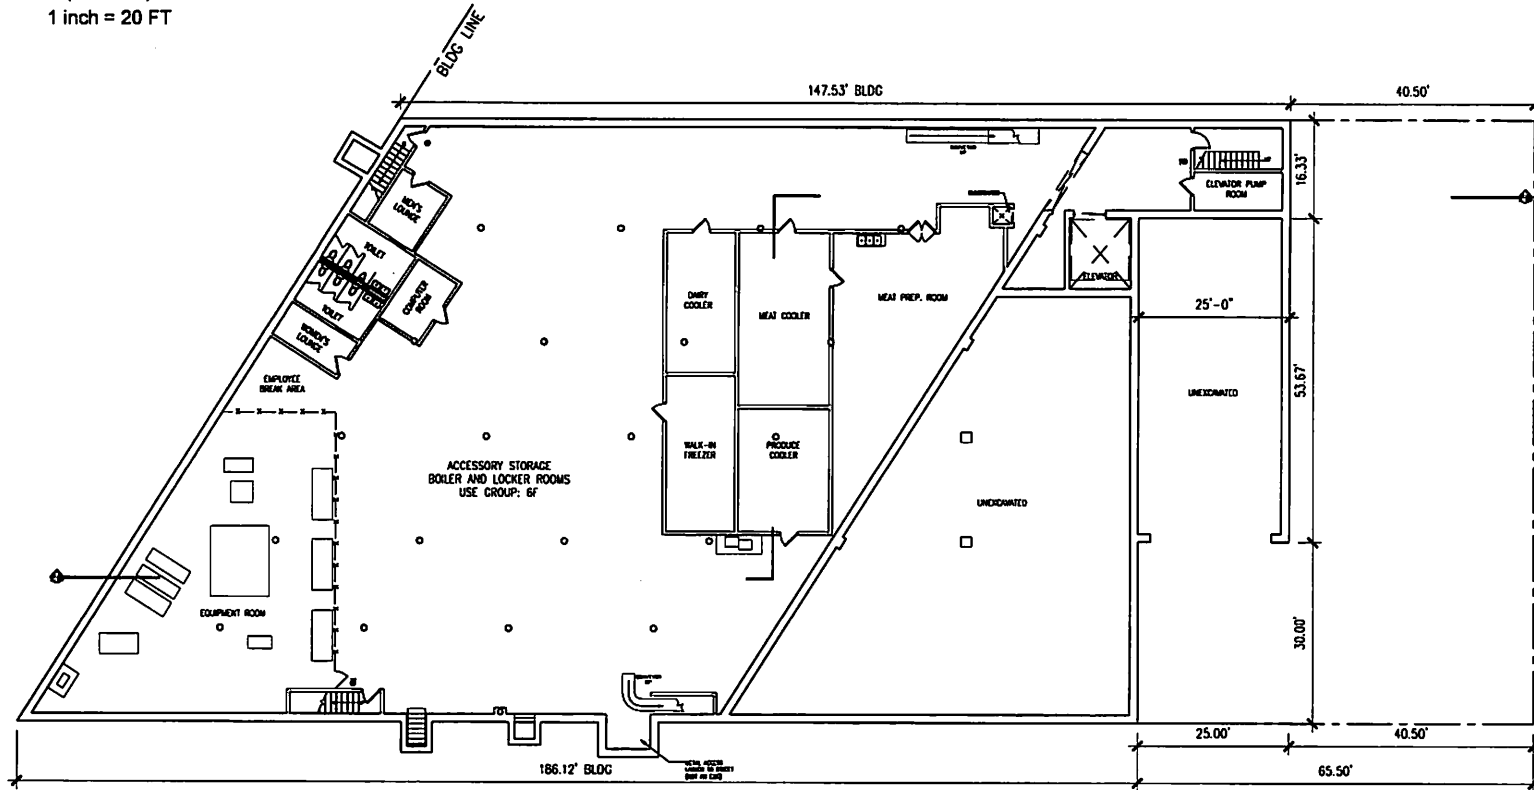 1 inch = 20 FT
BLDG LINE
147.53' BLDG
40.50'
16.33'
MEN'S
LOUNGE
ELEVATOR PUMP
ROOM
TOILET
COMPUTER
ROOM
TOILET
WOMEN'S
LOUNGE
DAIRY
COOLER
MEAT COOLER
MEAT PREP. ROOM
ELEVATOR
25'-0"
53.67'
EMPLOYEE
BREAK AREA
UNEXCAVATED
WALK-IN
FREEZER
PRODUCE
COOLER
ACCESSORY STORAGE
BOILER AND LOCKER ROOMS
USE GROUP: 6F
UNEXCAVATED
EQUIPMENT ROOM
30.00'
UP
25.00'
40.50'
186.12' BLDG
65.50'